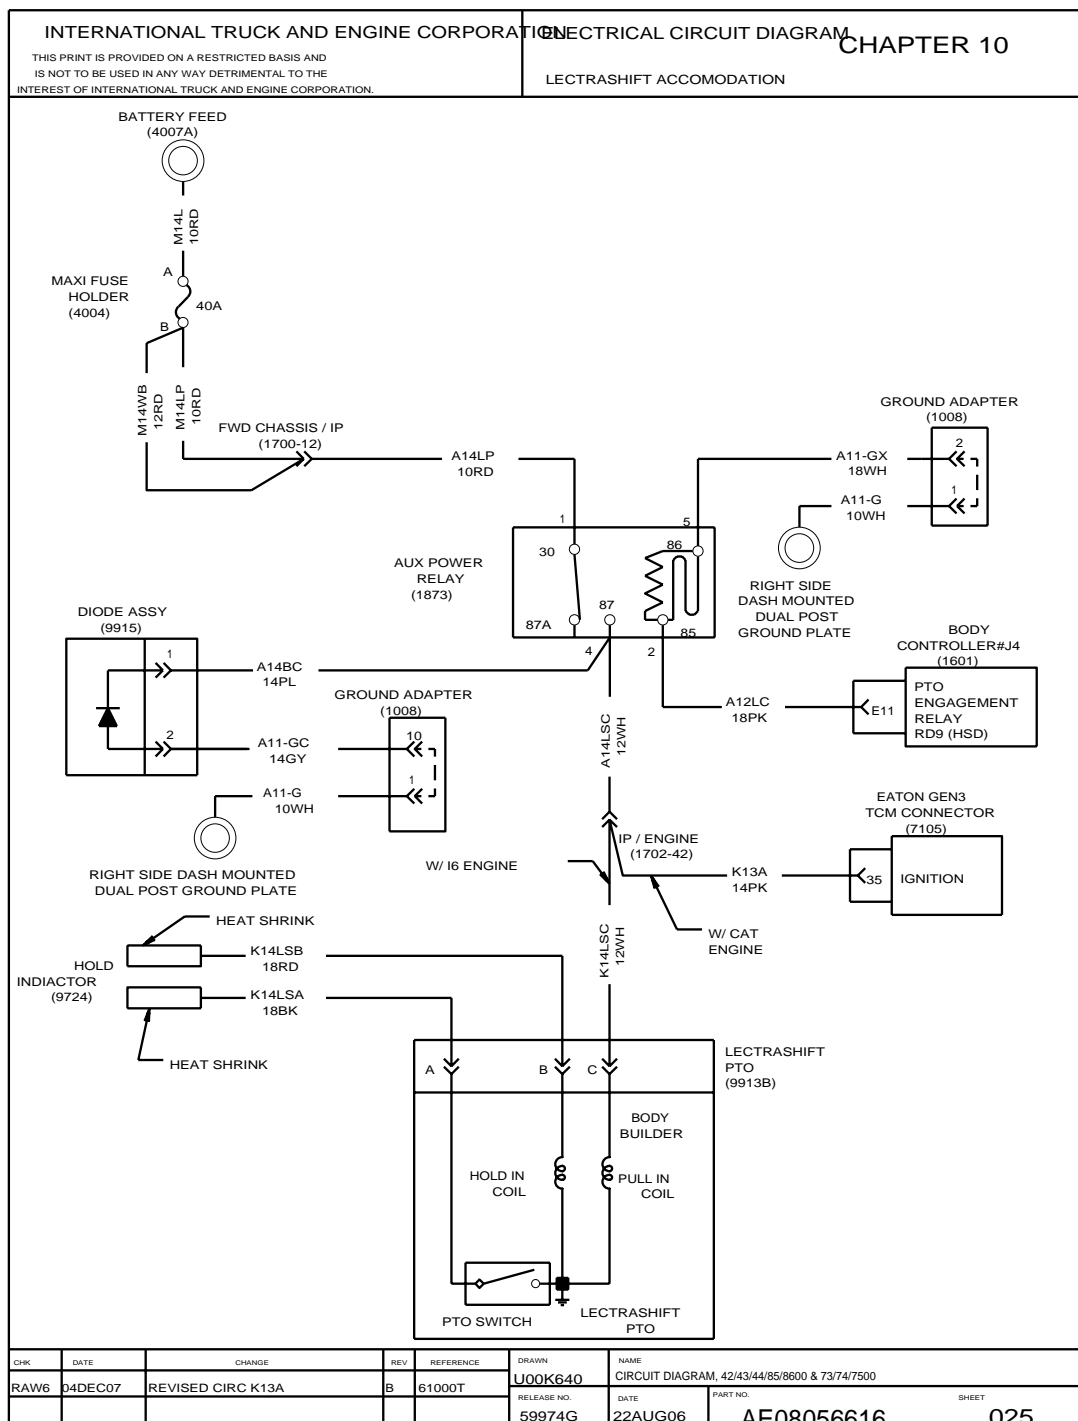 INTERNATIONAL TRUCK AND ENGINE CORPORATION
THIS PRINT IS PROVIDED ON A RESTRICTED BASIS AND
IS NOT TO BE USED IN ANY WAY DETRIMENTAL TO THE
INTEREST OF INTERNATIONAL TRUCK AND ENGINE CORPORATION.
ELECTRICAL CIRCUIT DIAGRAM
CHAPTER 10
LECTRASHIFT ACCOMODATION
BATTERY FEED
(4007A)
M14L
10RD
A
MAXI FUSE
HOLDER
(4004)
40A
B
M14WB
12RD
M14LP
10RD
FWD CHASSIS / IP
(1700-12)
A14LP
10RD
GROUND ADAPTER
(1008)
2
A11-GX
18WH
1
A11-G
10WH
RIGHT SIDE
DASH MOUNTED
DUAL POST
GROUND PLATE
1
5
30
86
AUX POWER
RELAY
(1873)
87A
87
85
4
2
DIODE ASSY
(9915)
1
A14BC
14PL
2
A11-GC
14GY
GROUND ADAPTER
(1008)
10
1
A11-G
10WH
RIGHT SIDE DASH MOUNTED
DUAL POST GROUND PLATE
BODY
CONTROLLER#J4
(1601)
A12LC
18PK
E11
PTO
ENGAGEMENT
RELAY
RD9 (HSD)
A14LSC
12WH
EATON GEN3
TCM CONNECTOR
(7105)
IP / ENGINE
(1702-42)
W/ I6 ENGINE
K13A
14PK
35
IGNITION
W/ CAT
ENGINE
K14LSC
12WH
HEAT SHRINK
K14LSB
18RD
HOLD
INDIACTOR
(9724)
K14LSA
18BK
HEAT SHRINK
A
B
C
LECTRASHIFT
PTO
(9913B)
BODY
BUILDER
HOLD IN
COIL
PULL IN
COIL
PTO SWITCH
LECTRASHIFT
PTO
CHK
DATE
CHANGE
REV
REFERENCE
RAW6
04DEC07
REVISED CIRC K13A
B
61000T
DRAWN
U00K640
NAME
CIRCUIT DIAGRAM, 42/43/44/85/8600 & 73/74/7500
RELEASE NO.
59974G
DATE
22AUG06
PART NO.
AE08056616
SHEET
025